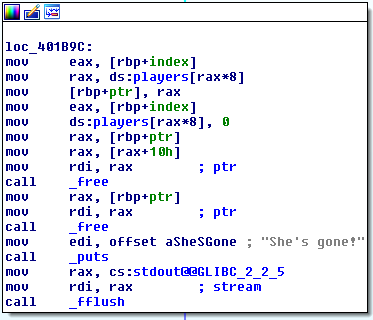 loc_401B9C:
mov eax, [rbp+index]
mov rax, ds:players[rax*8]
mov [rbp+ptr], rax
mov eax, [rbp+index]
mov ds:players[rax*8], 0
mov rax, [rbp+ptr]
mov rax, [rax+10h]
mov rdi, rax ; ptr
call _free
mov rax, [rbp+ptr]
mov rdi, rax ; ptr
call _free
mov edi, offset aSheSGone ; "She's gone!"
call _puts
mov rax, cs:stdout@@GLIBC_2_2_5
mov rdi, rax ; stream
call _fflush